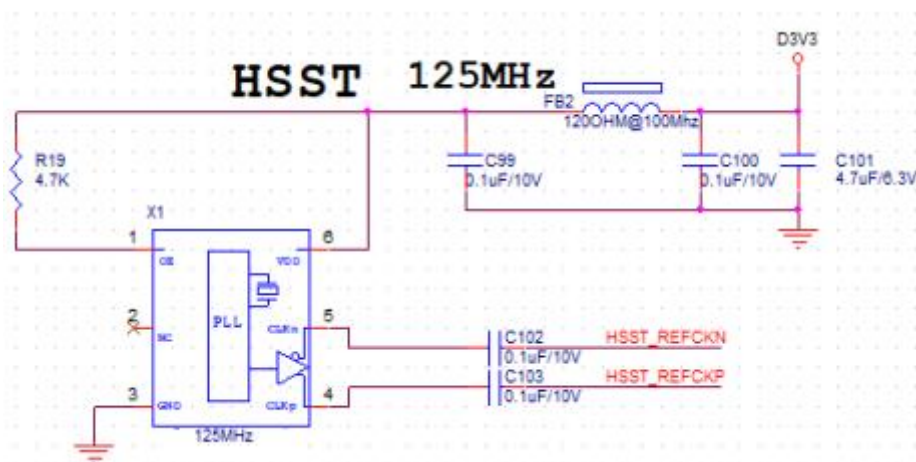 D3V3
HSST 125MHz
FB2
120OHM@100Mhz
R19
4.7K
C99
0.1uF/10V
C100
0.1uF/10V
C101
4.7uF/6.3V
X1
1
OE
6
VDD
2
NC
PLL
5
CLKn
3
GND
4
CLKp
125MHz
C102
0.1uF/10V
HSST_REFCKN
C103
0.1uF/10V
HSST_REFCKP